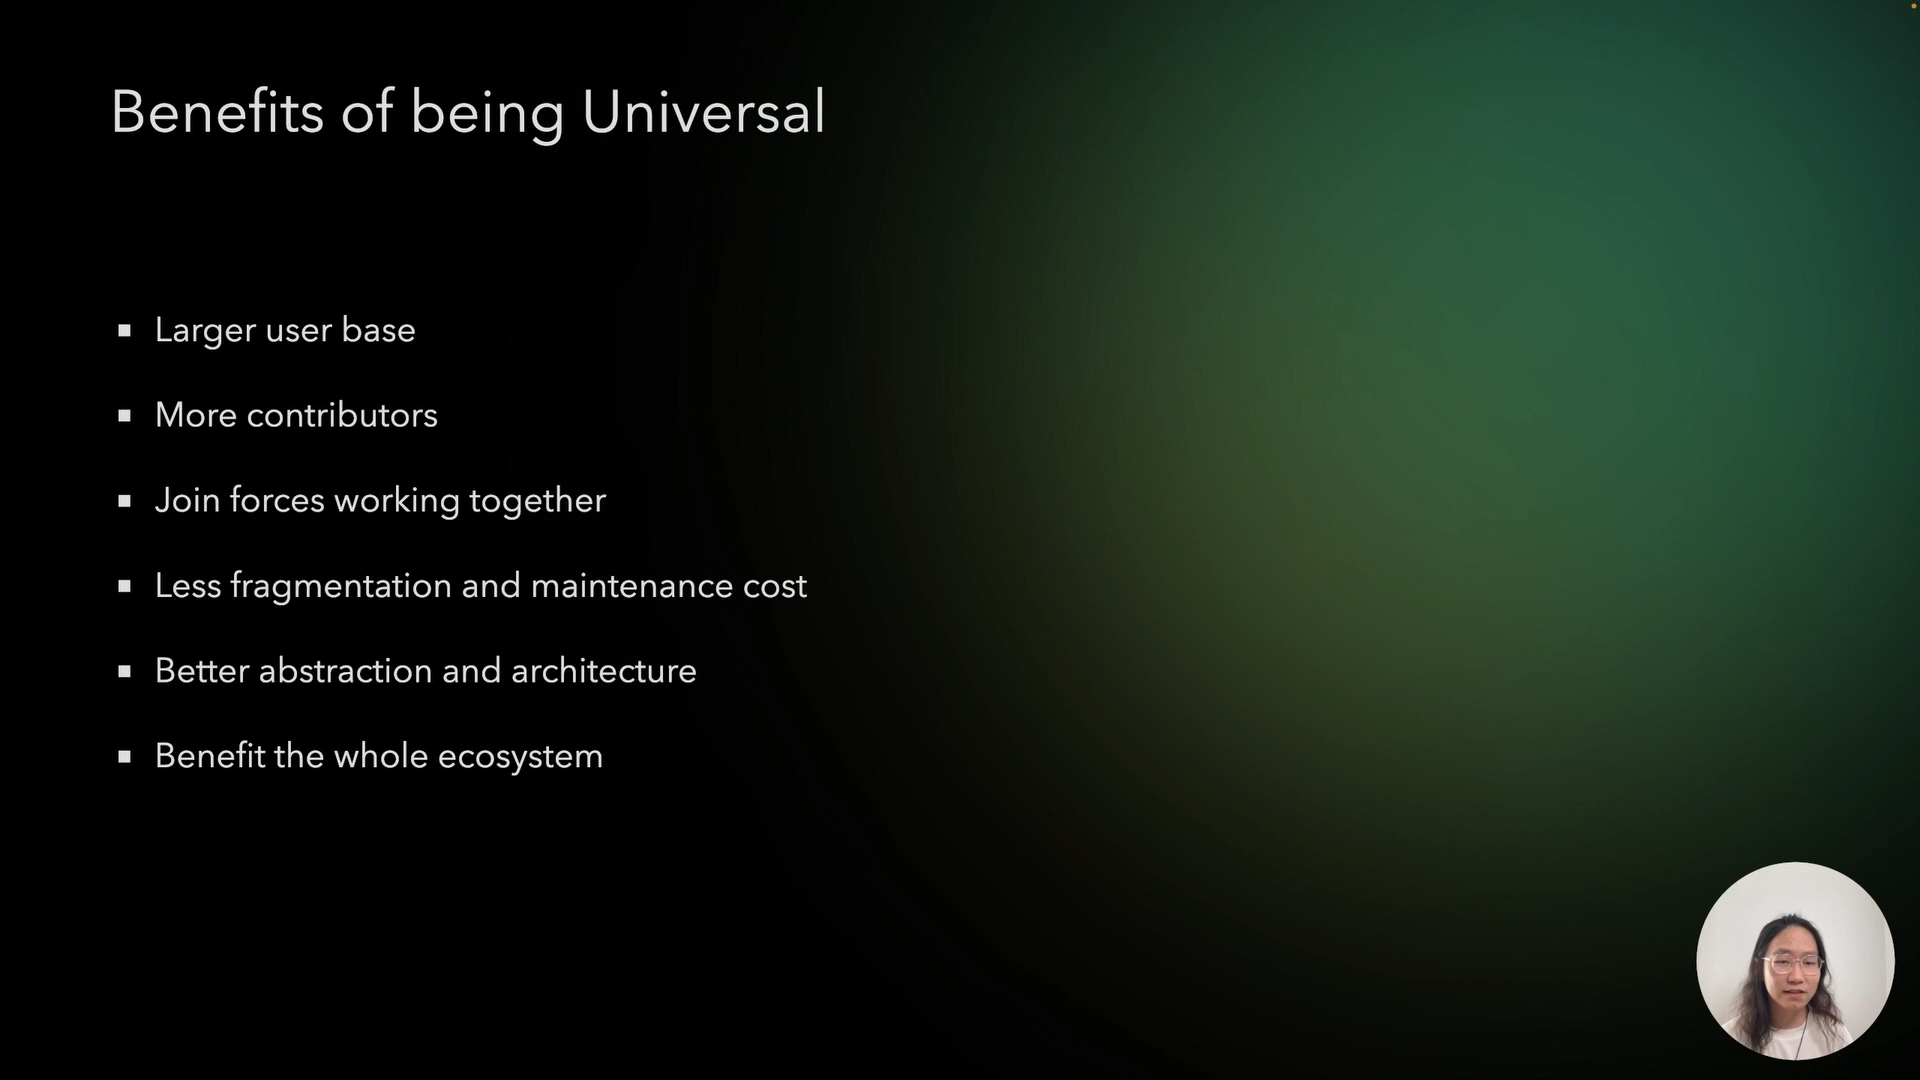 Benefits of being Universal
Larger user base
More contributors
Join forces working together
Less fragmentation and maintenance cost
Better abstraction and architecture
Benefit the whole ecosystem